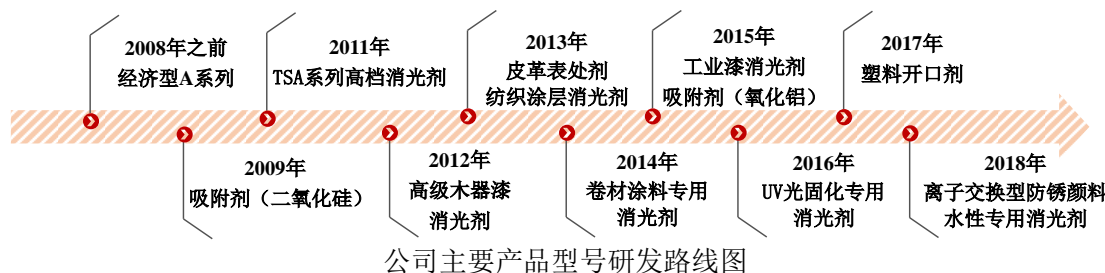 2008年之前
经济型A系列
2009年
吸附剂（二氧化硅）
2011年
TSA系列高档消光剂
2012年
高级木器漆
消光剂
2013年
皮革表处剂
纺织涂层消光剂
2014年
卷材涂料专用
消光剂
2015年
工业漆消光剂
吸附剂（氧化铝）
2016年
UV光固化专用
消光剂
2017年
塑料开口剂
2018年
离子交换型防锈颜料
水性专用消光剂
公司主要产品型号研发路线图